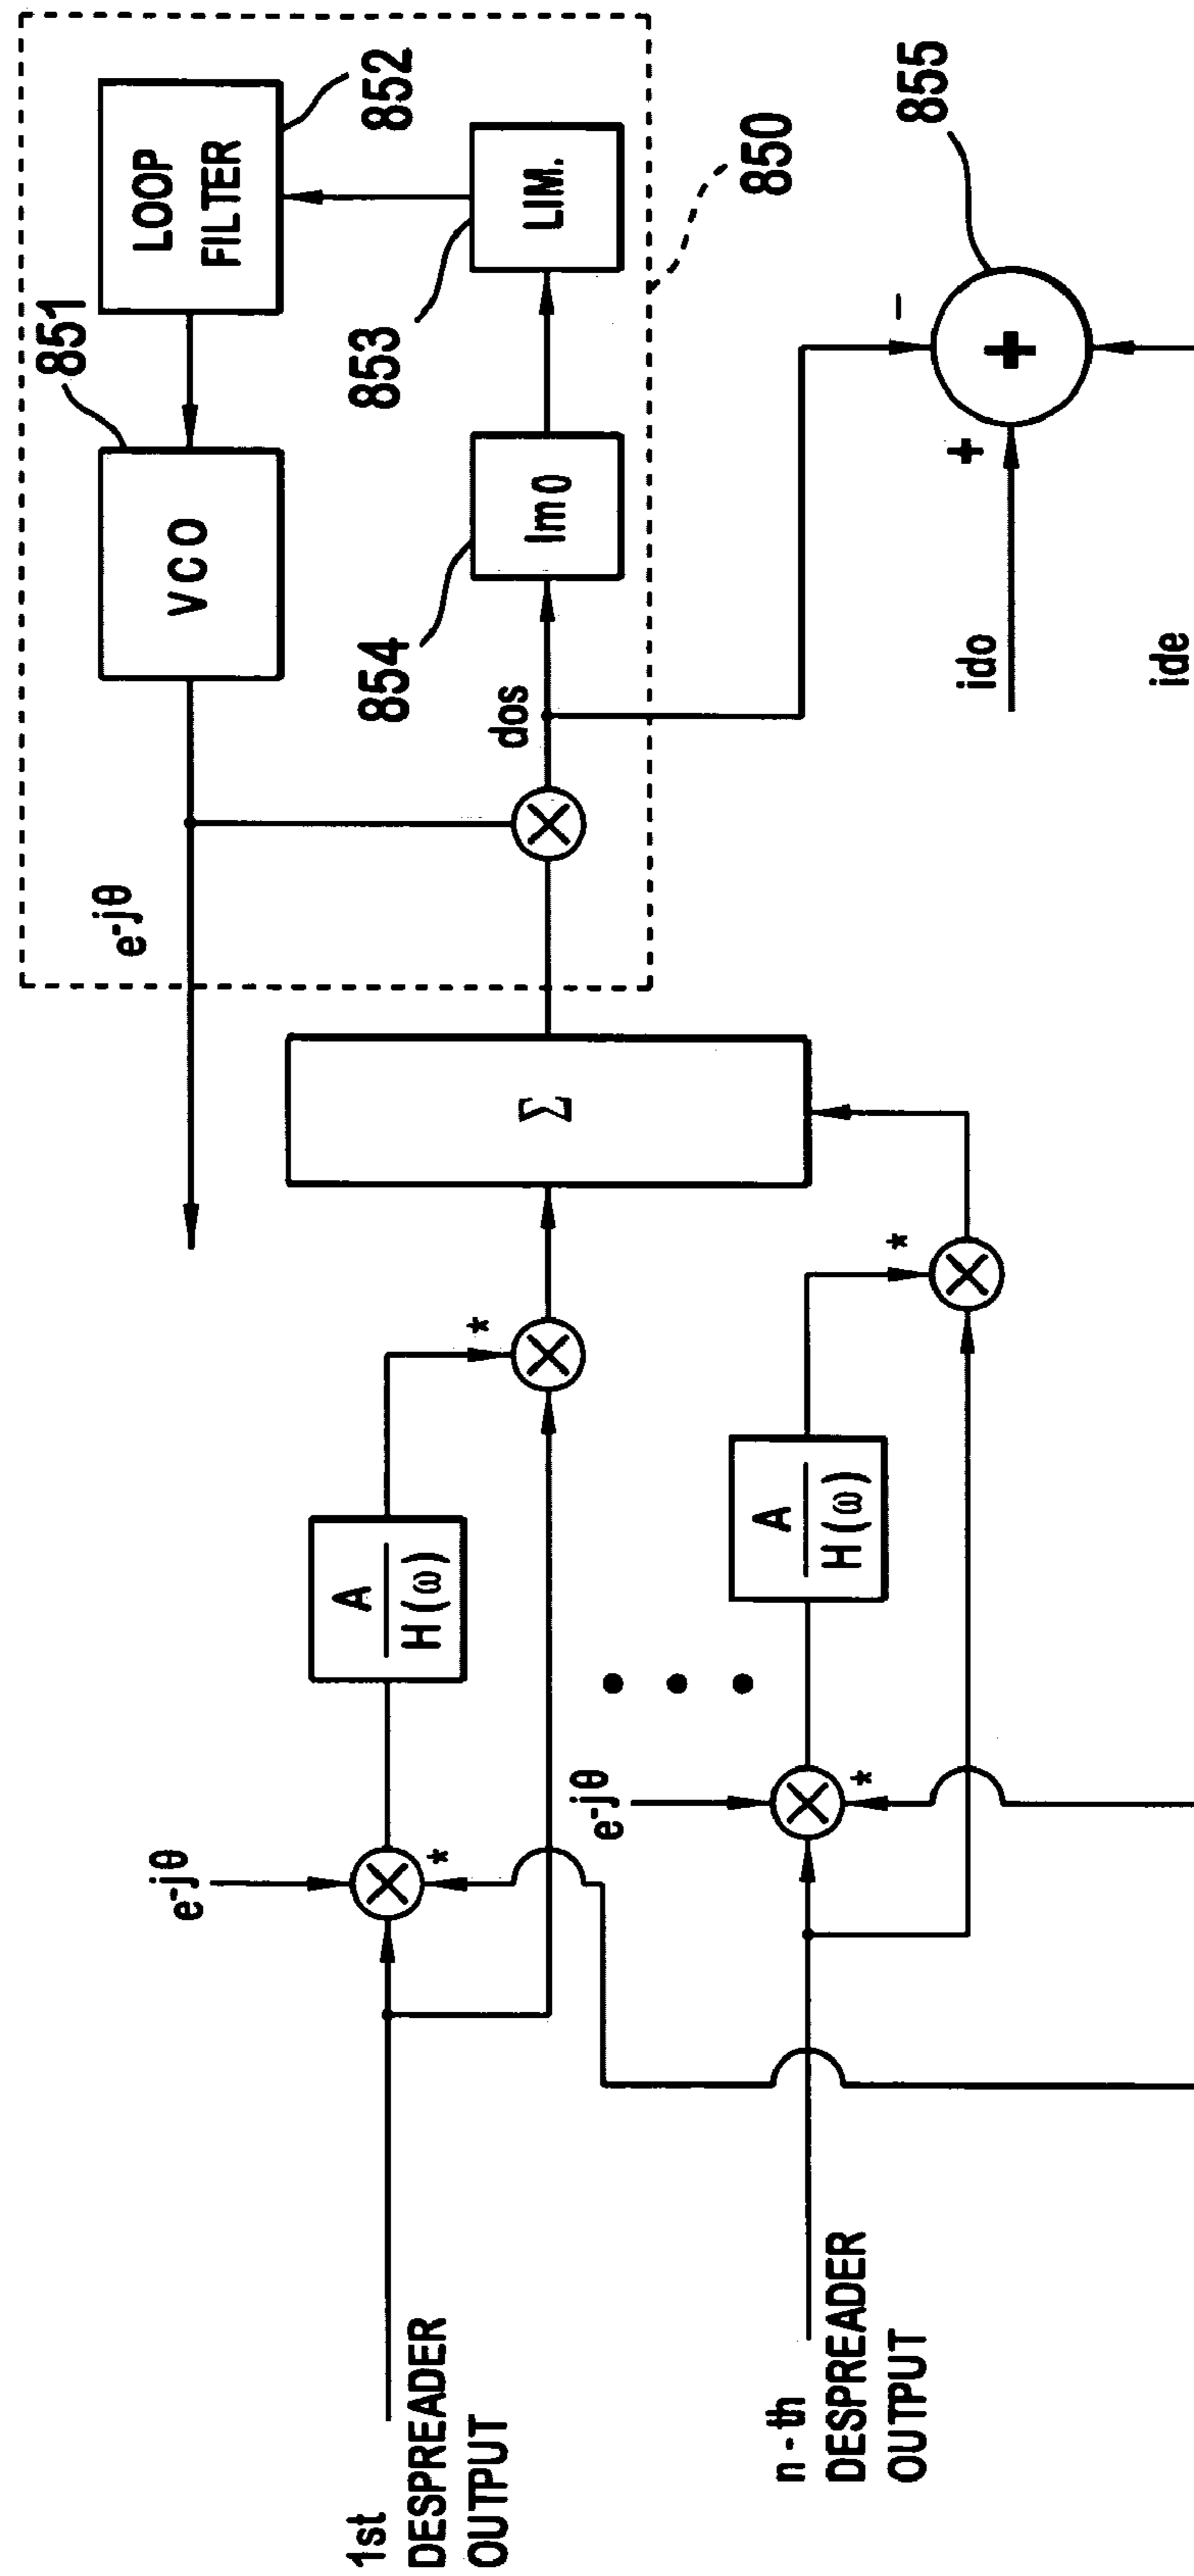 1st
DESPREADER
OUTPUT
n - th
DESPREADER
OUTPUT
e-jθ
*
A
H(ω)
*
e-jθ
*
A
H(ω)
*
Σ
e-jθ
dos
VCO
851
LOOP
FILTER
852
LIM.
853
Im0
854
850
855
+
-
+
ido
ide